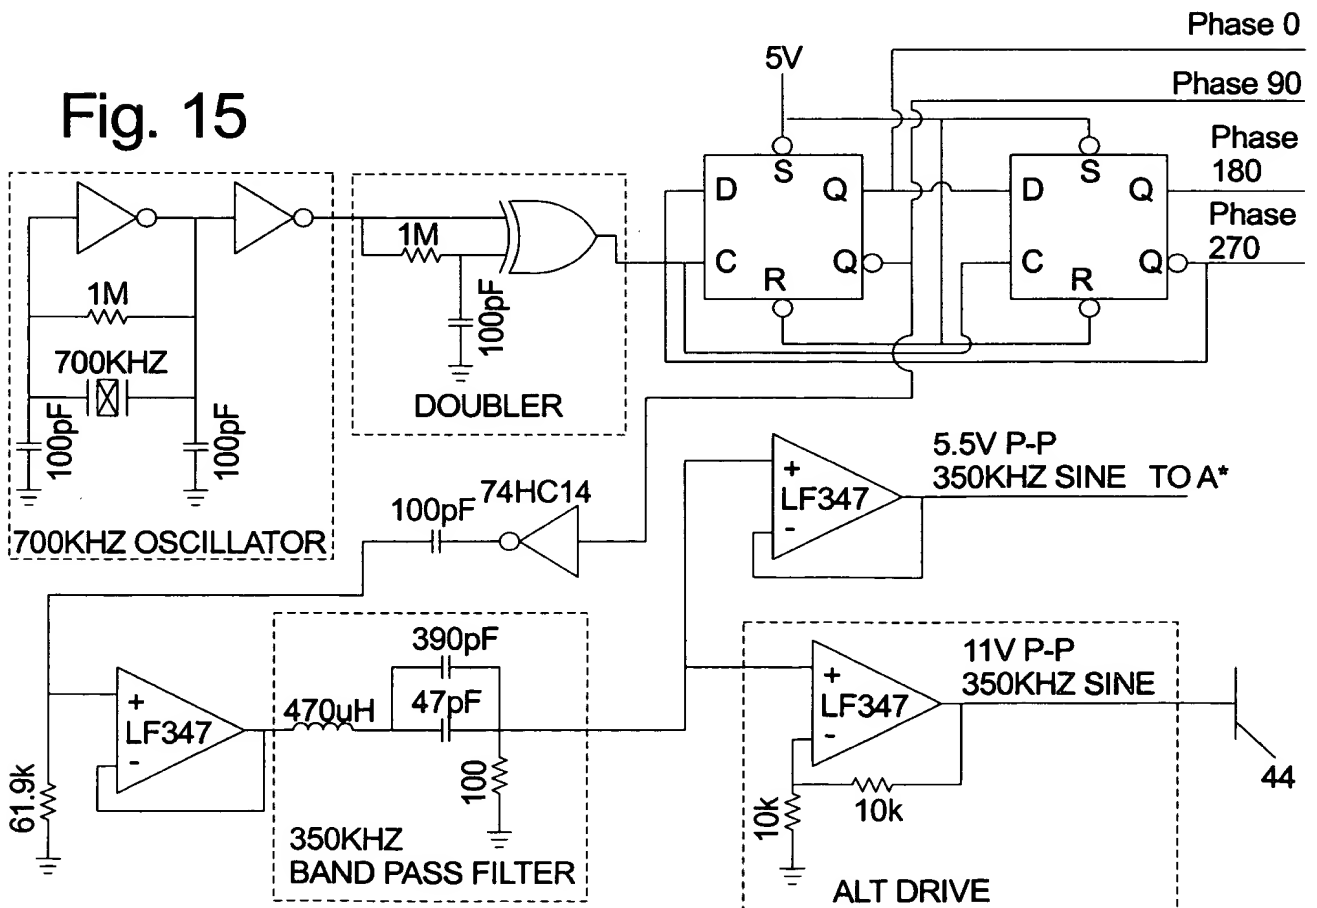 Fig. 15
Phase 0
5V
Phase 90
Phase
180
Phase
270
S
D
Q
C
Q
R
S
D
Q
C
Q
R
1M
100pF
DOUBLER
1M
700KHZ
100pF
100pF
700KHZ OSCILLATOR
74HC14
100pF
+
LF347
-
5.5V P-P
350KHZ SINE TO A*
61.9k
+
LF347
-
470uH
390pF
47pF
100
350KHZ
BAND PASS FILTER
+
LF347
-
11V P-P
350KHZ SINE
10k
10k
ALT DRIVE
44